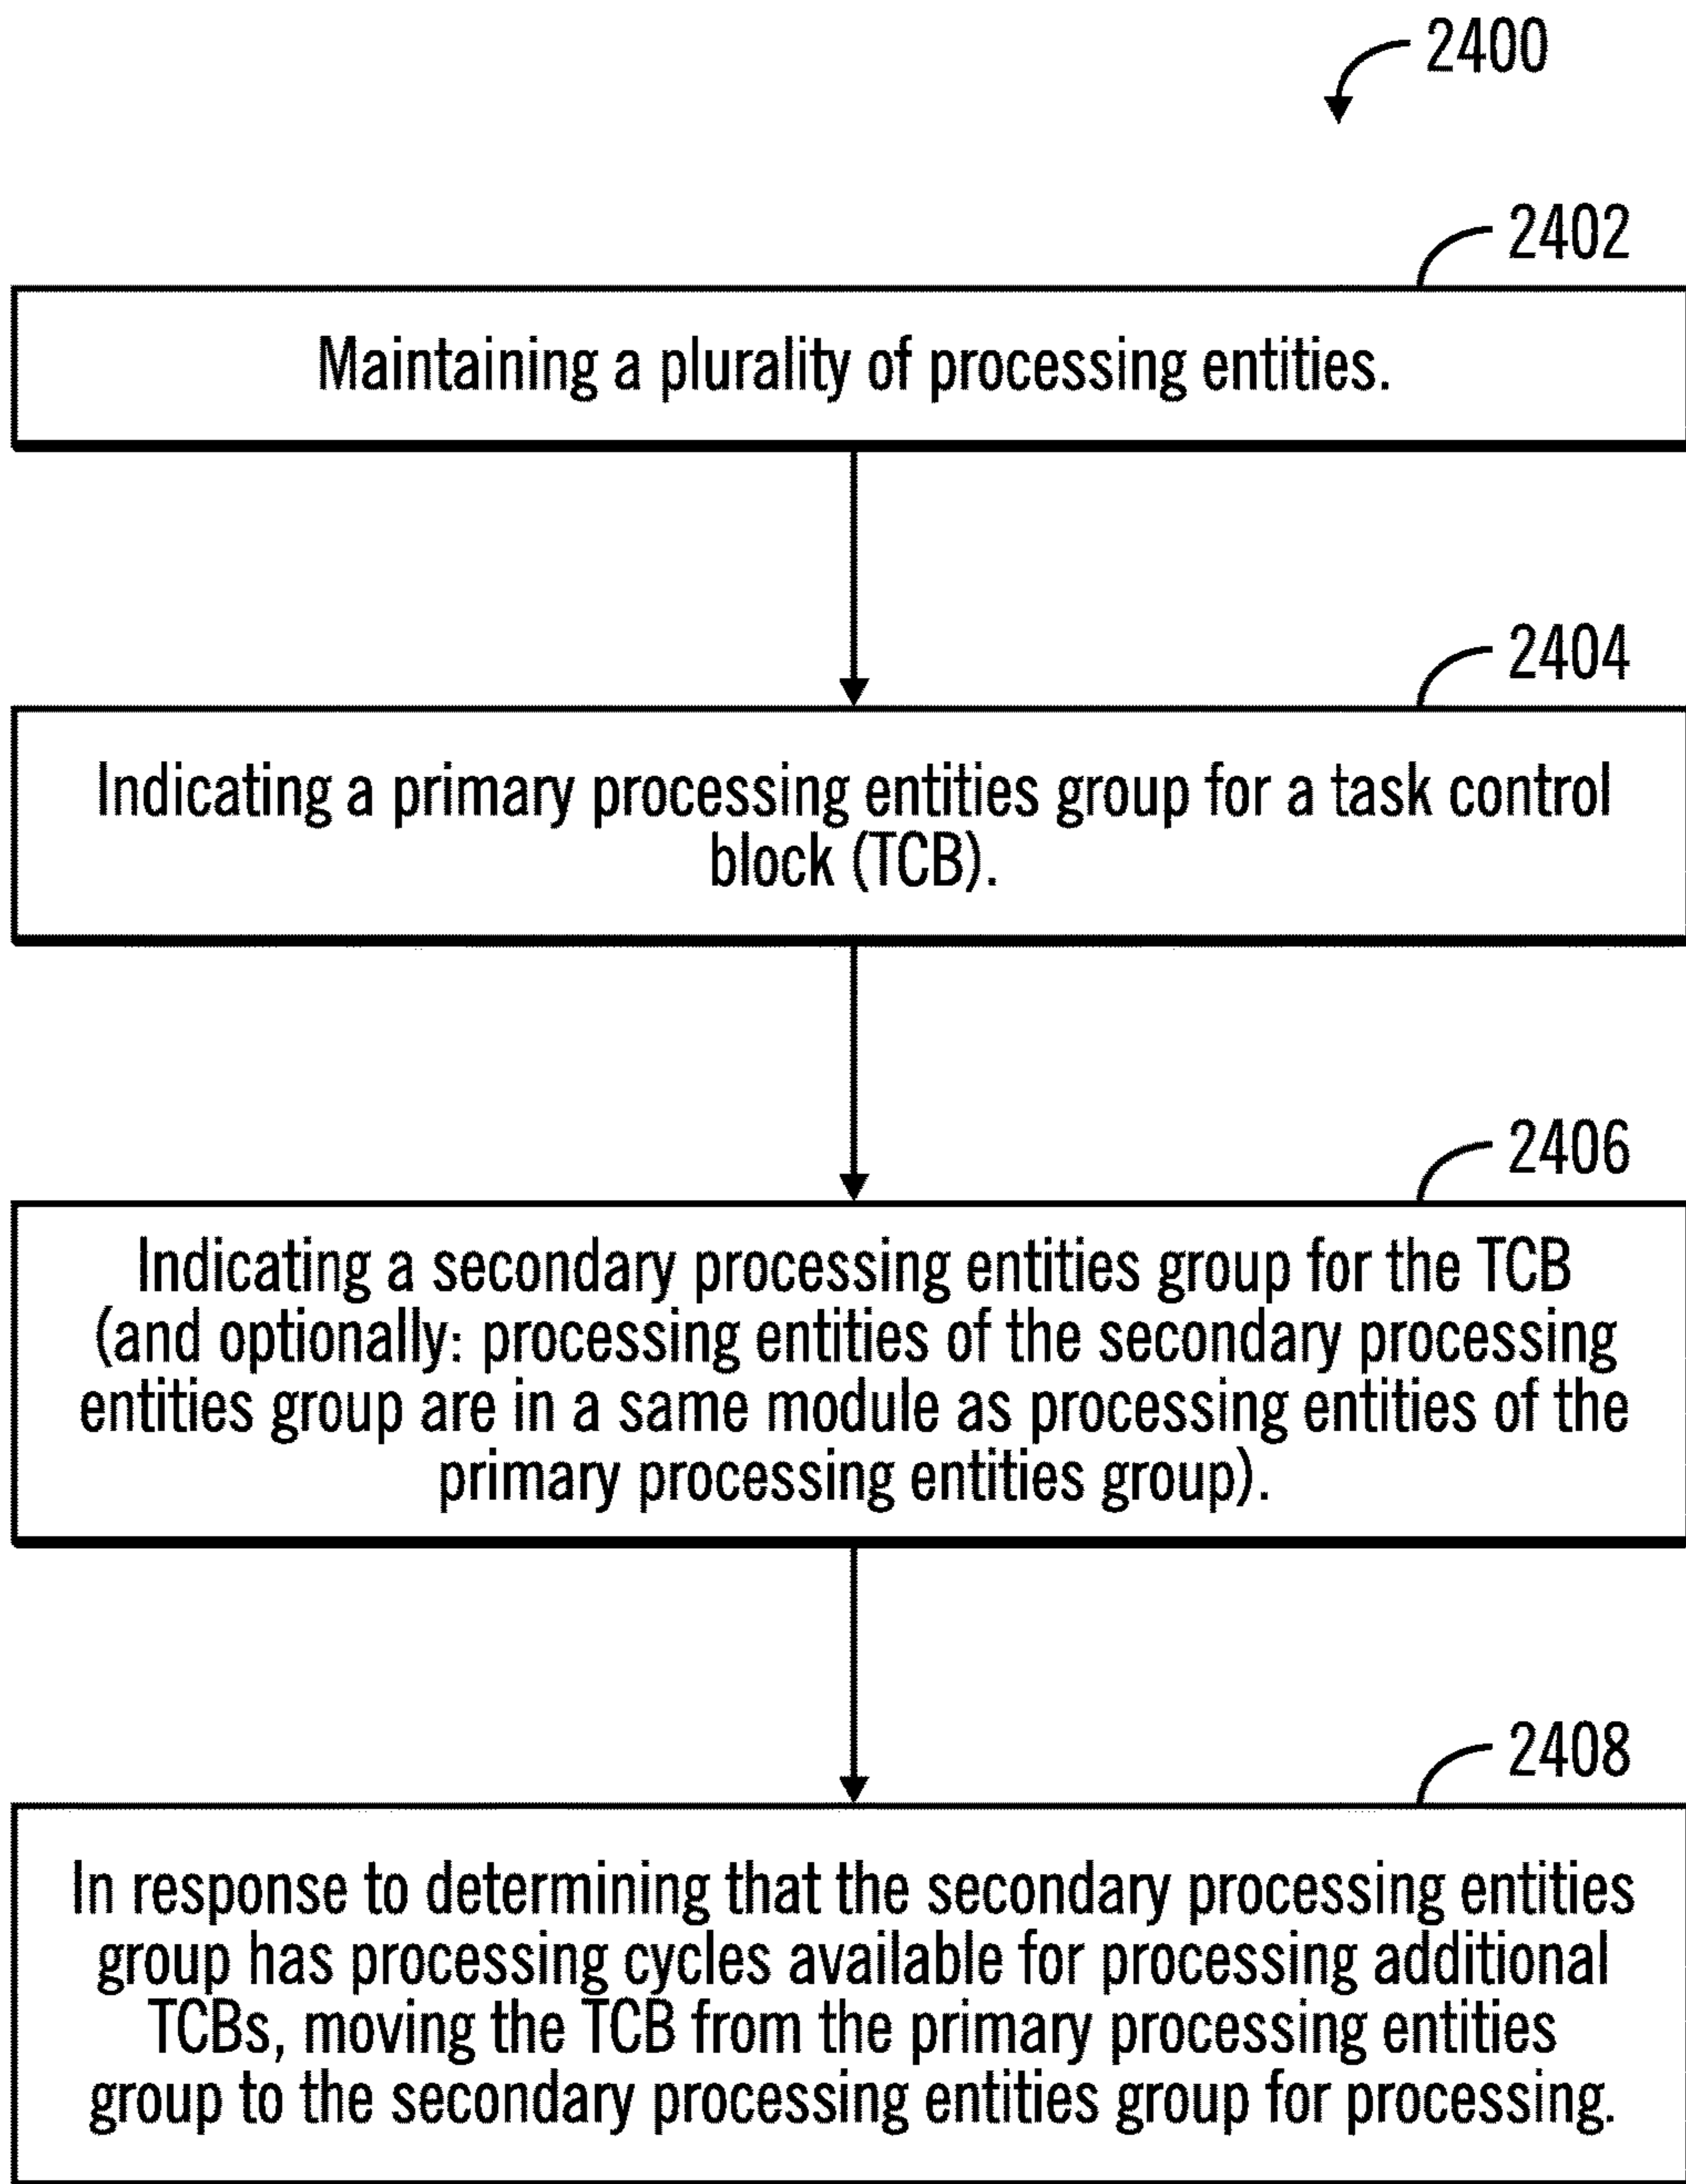 2400
2402
Maintaining a plurality of processing entities.
2404
Indicating a primary processing entities group for a task control
block (TCB).
2406
Indicating a secondary processing entities group for the TCB
(and optionally: processing entities of the secondary processing
entities group are in a same module as processing entities of the
primary processing entities group).
2408
In response to determining that the secondary processing entities
group has processing cycles available for processing additional
TCBs, moving the TCB from the primary processing entities
group to the secondary processing entities group for processing.